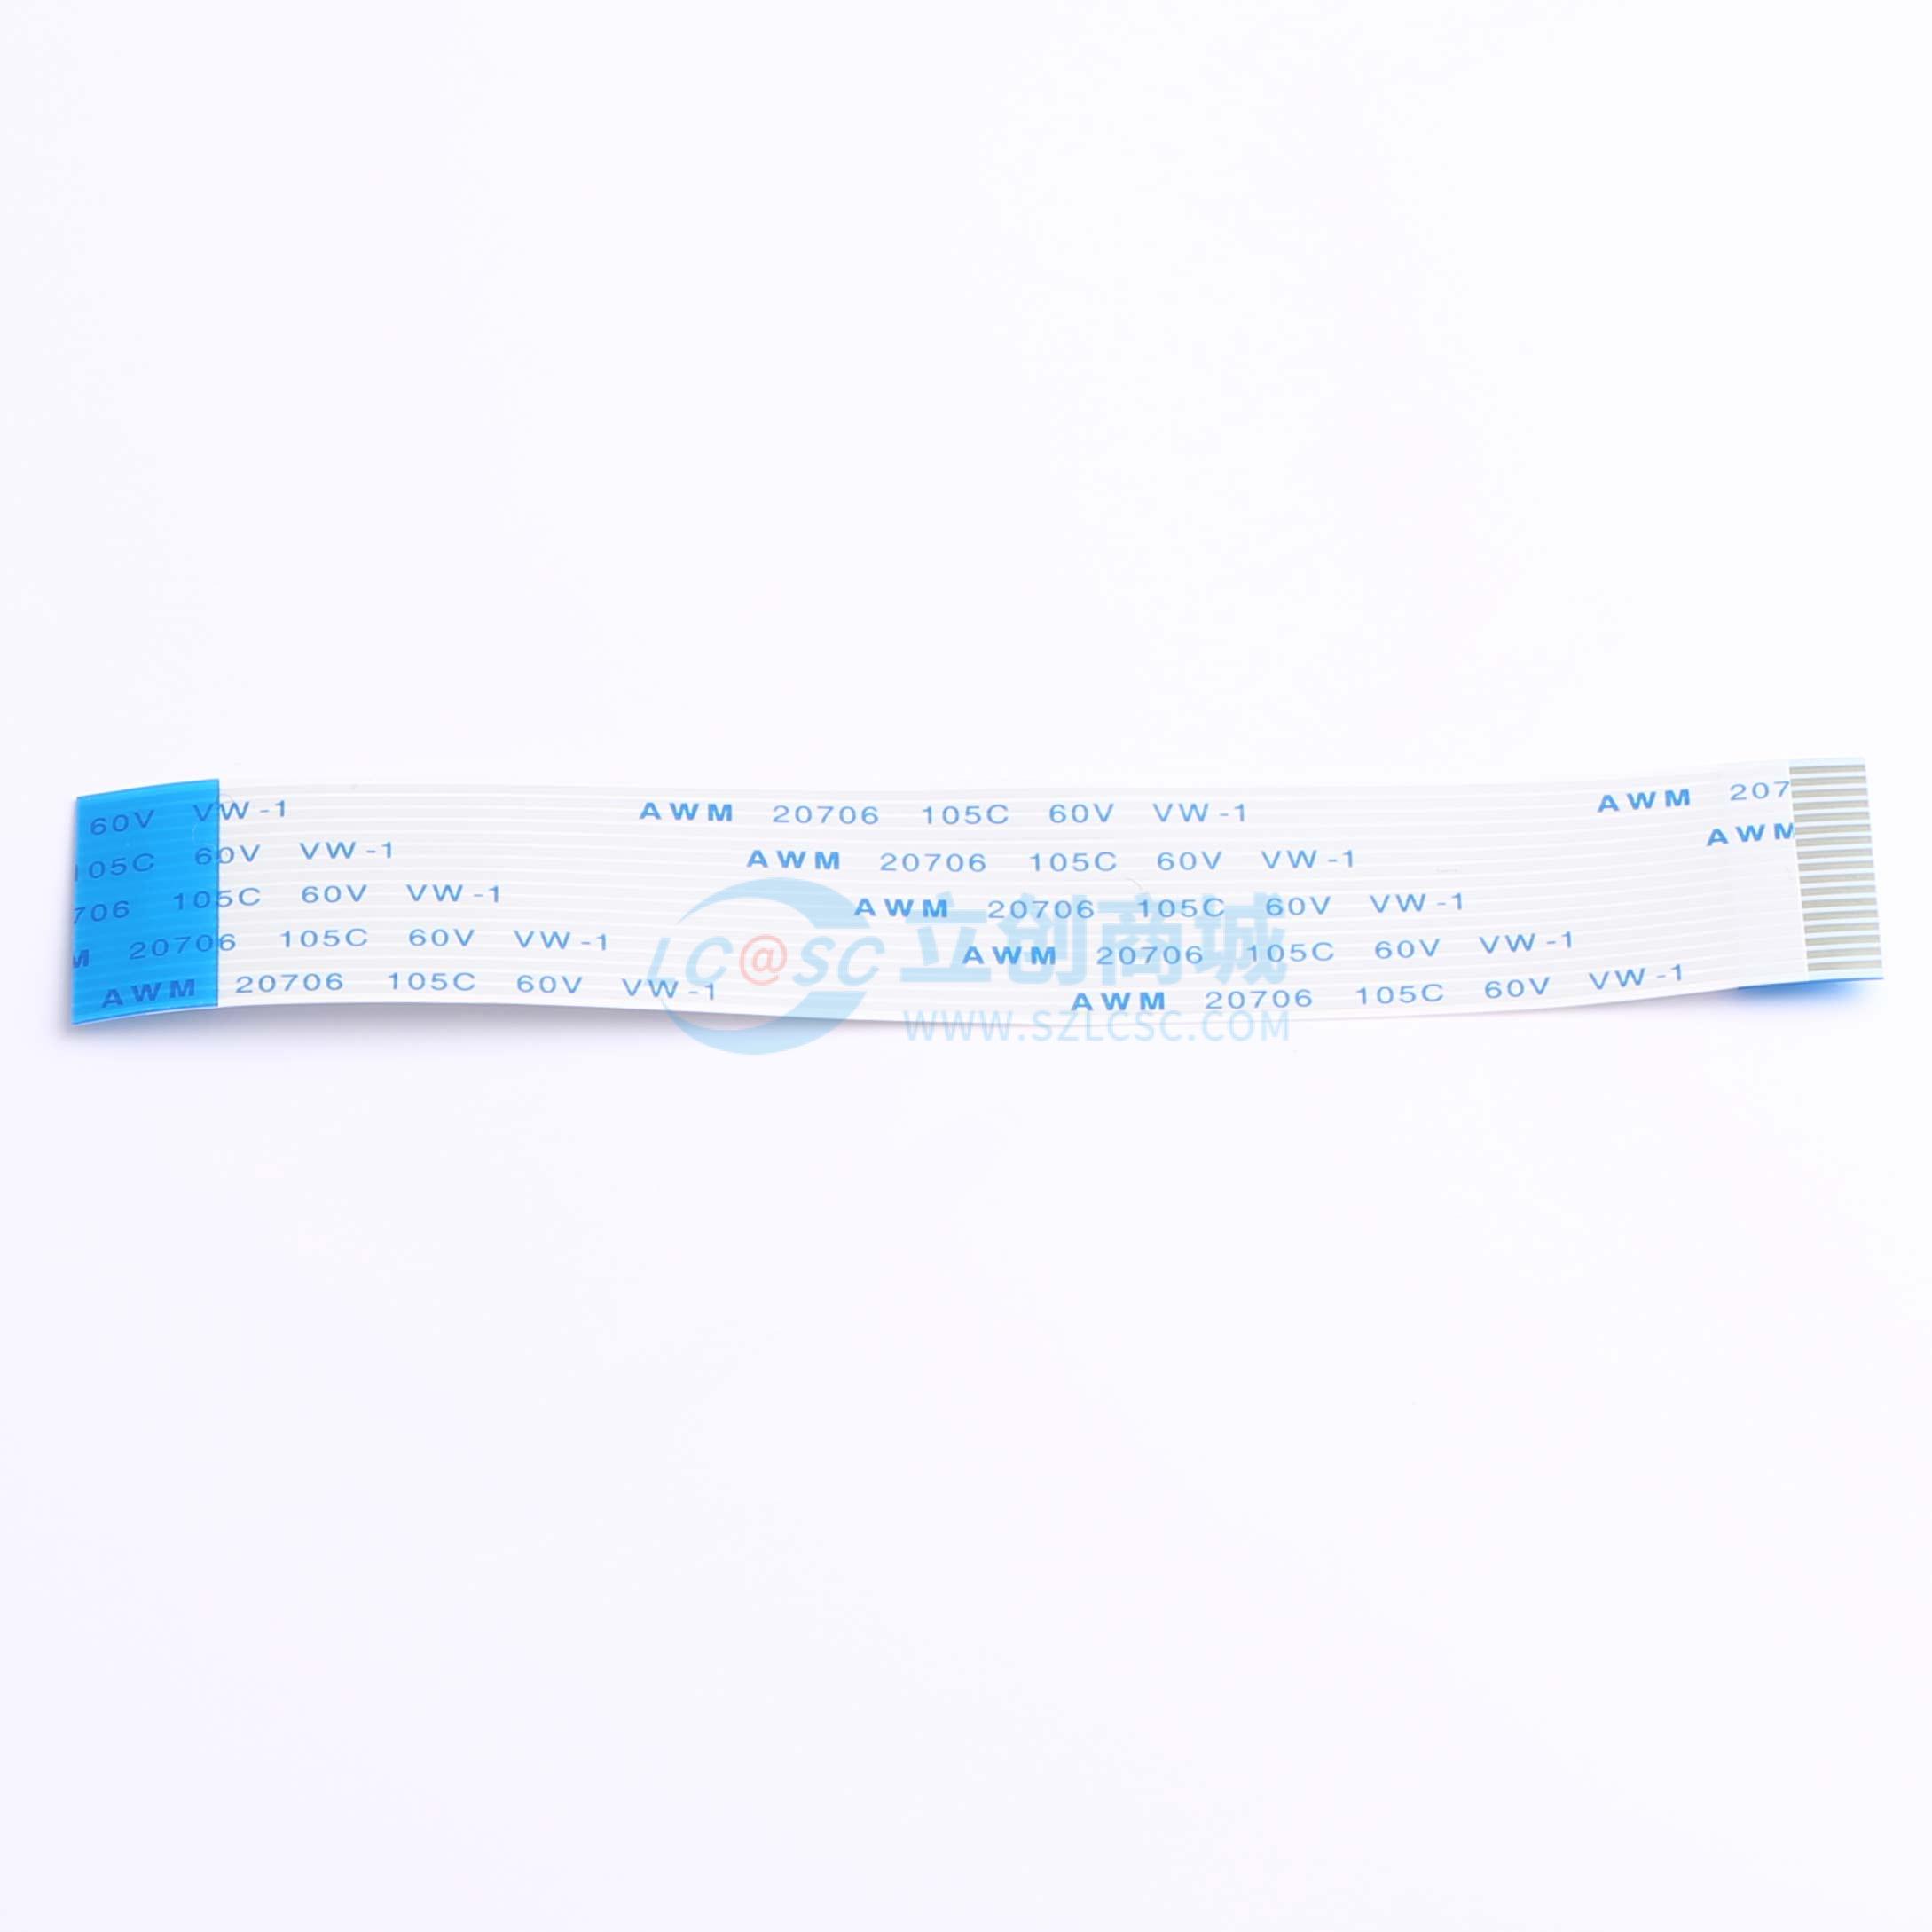 60V VW-1 AWM 20706 105C 60V VW-1 AWM 207
105C 60V VW-1 AWM 20706 105C 60V VW-1 AWM
706 105C 60V VW-1 AWM 20706 105C 60V VW-1
M 20706 105C 60V VW-1 AWM 20706 105C 60V VW-1
AWM 20706 105C 60V VW-1 AWM 20706 105C 60V VW-1
LC@SC 立创商城
WWW.SZLCSC.COM